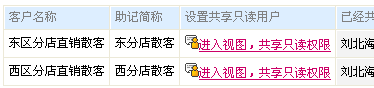 客户名称 助记简称 设置共享只读用户 已经共
东区分店直销散客 东分店散客 进入视图，共享只读权限 刘北海
西区分店直销散客 西分店散客 进入视图，共享只读权限 刘北海